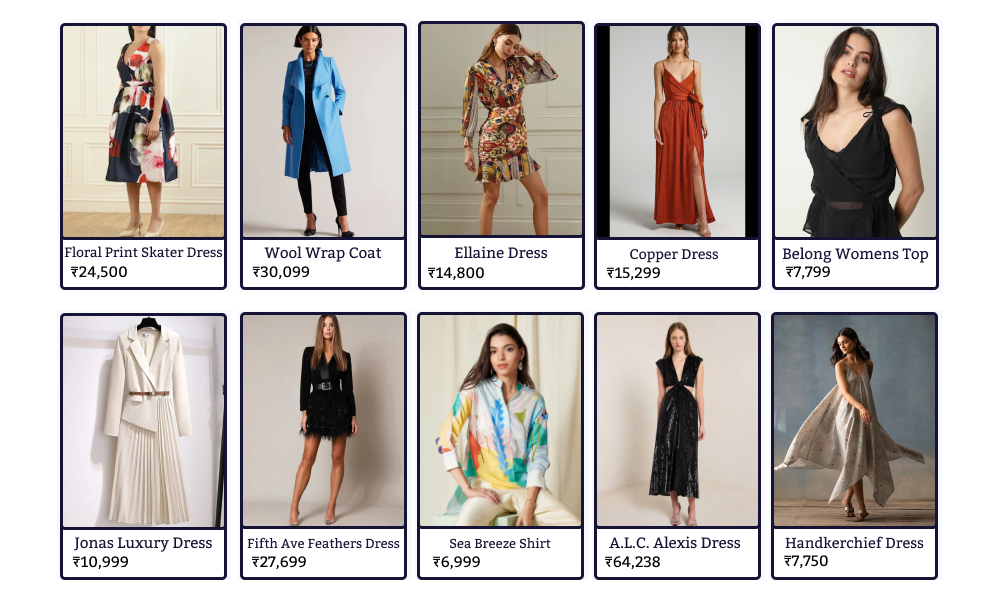 Floral Print Skater Dress
₹24,500
Wool Wrap Coat
₹30,099
Ellaine Dress
₹14,800
Copper Dress
₹15,299
Belong Womens Top
₹7,799
Jonas Luxury Dress
₹10,999
Fifth Ave Feathers Dress
₹27,699
Sea Breeze Shirt
₹6,999
A.L.C. Alexis Dress
₹64,238
Handkerchief Dress
₹7,750